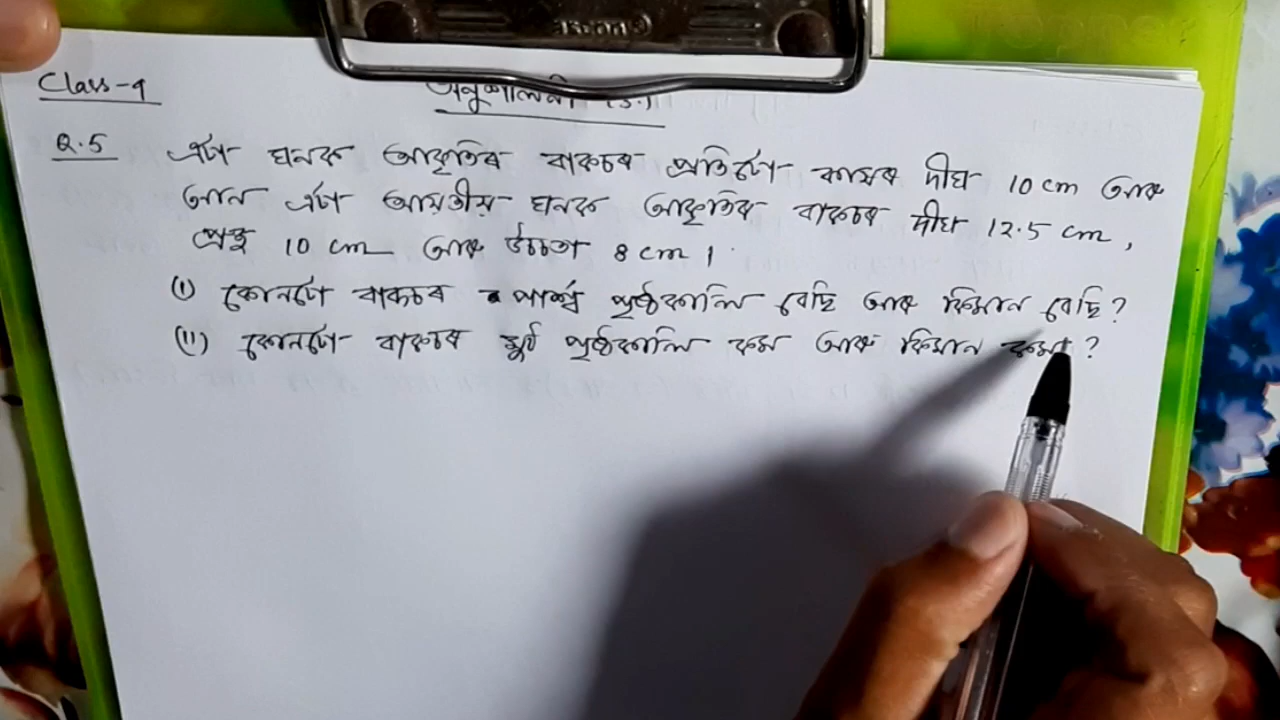 Class-9
অনুশীলনী
Q.5 এটা ঘনক আকৃতিৰ বাকচৰ প্ৰতিটো কাষৰ দীঘ 10 cm আৰু
আন এটা আয়তীয় ঘনক আকৃতিৰ বাকচৰ দীঘ 12.5 cm,
প্ৰস্থ 10 cm আৰু উচ্চতা 8 cm।
(i) কোনটো বাকচৰ পাৰ্শ্ব পৃষ্ঠকালি বেছি আৰু কিমান বেছি?
(ii) কোনটো বাকচৰ মুঠ পৃষ্ঠকালি কম আৰু কিমান কম?